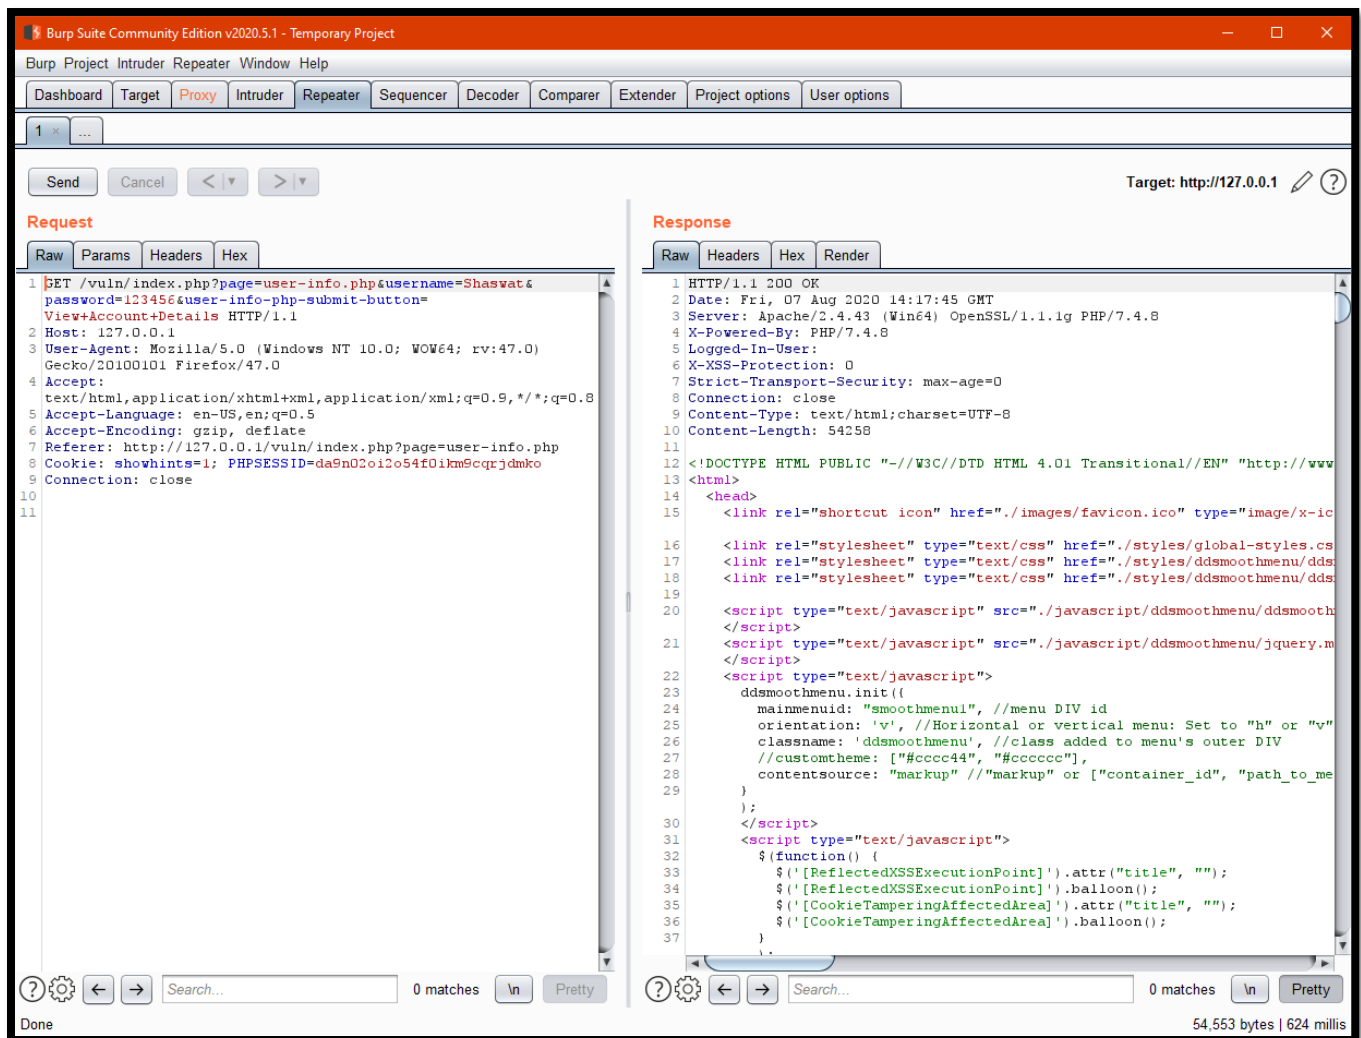 Burp Suite Community Edition v2020.5.1 - Temporary Project
Burp Project Intruder Repeater Window Help
Dashboard Target Proxy Intruder Repeater Sequencer Decoder Comparer Extender Project options User options
1 × ...
Send Cancel < > Target: http://127.0.0.1 ?
Request
Raw Params Headers Hex
1 GET /vuln/index.php?page=user-info.php&username=Shaswat&
password=123456&user-info-php-submit-button=
View+Account+Details HTTP/1.1
2 Host: 127.0.0.1
3 User-Agent: Mozilla/5.0 (Windows NT 10.0; WOW64; rv:47.0)
Gecko/20100101 Firefox/47.0
4 Accept:
text/html,application/xhtml+xml,application/xml;q=0.9,*/*;q=0.8
5 Accept-Language: en-US,en;q=0.5
6 Accept-Encoding: gzip, deflate
7 Referer: http://127.0.0.1/vuln/index.php?page=user-info.php
8 Cookie: showhints=1; PHPSESSID=da9n02oi2o54f0ikm9cqrjdmko
9 Connection: close
10
11
? Search... 0 matches \n Pretty
Response
Raw Headers Hex Render
1 HTTP/1.1 200 OK
2 Date: Fri, 07 Aug 2020 14:17:45 GMT
3 Server: Apache/2.4.43 (Win64) OpenSSL/1.1.1g PHP/7.4.8
4 X-Powered-By: PHP/7.4.8
5 Logged-In-User:
6 X-XSS-Protection: 0
7 Strict-Transport-Security: max-age=0
8 Connection: close
9 Content-Type: text/html;charset=UTF-8
10 Content-Length: 54258
11
12 <!DOCTYPE HTML PUBLIC "-//W3C//DTD HTML 4.01 Transitional//EN" "http://www
13 <html>
14 <head>
15 <link rel="shortcut icon" href="./images/favicon.ico" type="image/x-ic
16 <link rel="stylesheet" type="text/css" href="./styles/global-styles.cs
17 <link rel="stylesheet" type="text/css" href="./styles/ddsmoothmenu/dds
18 <link rel="stylesheet" type="text/css" href="./styles/ddsmoothmenu/dds
19
20 <script type="text/javascript" src="./javascript/ddsmoothmenu/ddsmooth
</script>
21 <script type="text/javascript" src="./javascript/ddsmoothmenu/jquery.m
</script>
22 <script type="text/javascript">
23 ddsmoothmenu.init({
24 mainmenuid: "smoothmenu1", //menu DIV id
25 orientation: 'v', //Horizontal or vertical menu: Set to "h" or "v"
26 classname: 'ddsmoothmenu', //class added to menu's outer DIV
27 //customtheme: ["#cccc44", "#cccccc"],
28 contentsource: "markup" //"markup" or ["container_id", "path_to_me
29 }
);
30 </script>
31 <script type="text/javascript">
32 $(function() {
33 $('[ReflectedXSSExecutionPoint]').attr("title", "");
34 $('[ReflectedXSSExecutionPoint]').balloon();
35 $('[CookieTamperingAffectedArea]').attr("title", "");
36 $('[CookieTamperingAffectedArea]').balloon();
37 }
? Search... 0 matches \n Pretty
Done 54,553 bytes | 624 millis